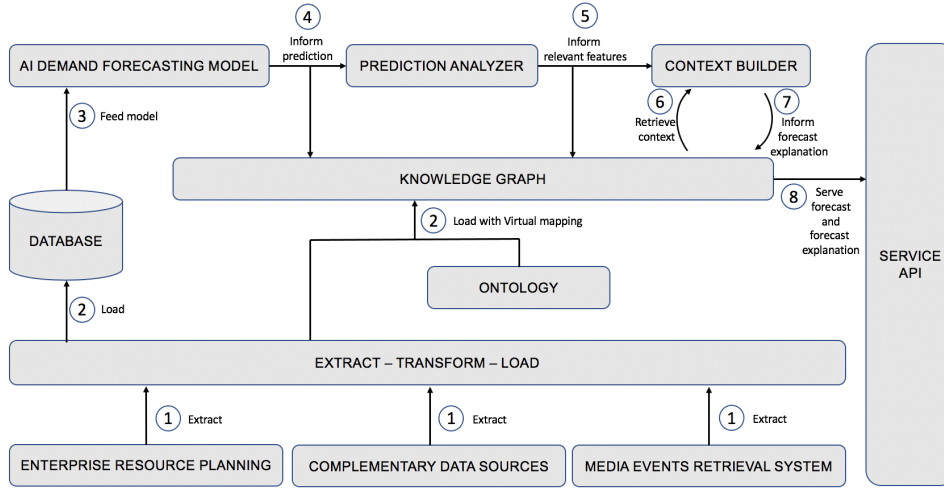 4
Inform
prediction
5
Inform
relevant features
AI DEMAND FORECASTING MODEL
PREDICTION ANALYZER
CONTEXT BUILDER
3 Feed model
6
Retrieve
context
7
Inform
forecast
explanation
KNOWLEDGE GRAPH
8 Serve
forecast
and
forecast
explanation
DATABASE
2 Load with Virtual mapping
SERVICE
API
ONTOLOGY
2 Load
EXTRACT – TRANSFORM – LOAD
1 Extract
1 Extract
1 Extract
ENTERPRISE RESOURCE PLANNING
COMPLEMENTARY DATA SOURCES
MEDIA EVENTS RETRIEVAL SYSTEM